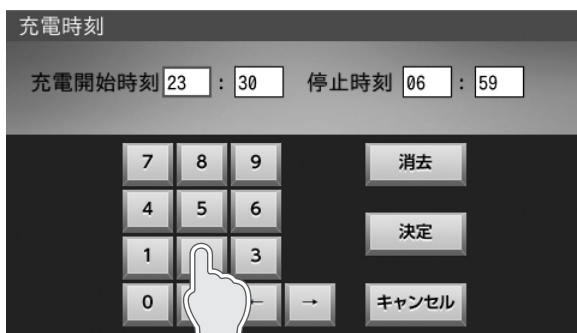 充電時刻
充電開始時刻 23 : 30 停止時刻 06 : 59
7 8 9 消去
4 5 6
決定
1 3
0 ← → キャンセル